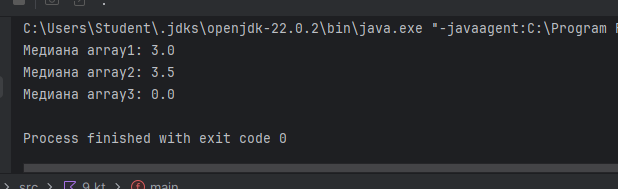 C:\Users\Student\.jdks\openjdk-22.0.2\bin\java.exe "-javaagent:C:\Program
Медиана array1: 3.0
Медиана array2: 3.5
Медиана array3: 0.0
Process finished with exit code 0
src > 9.kt > main